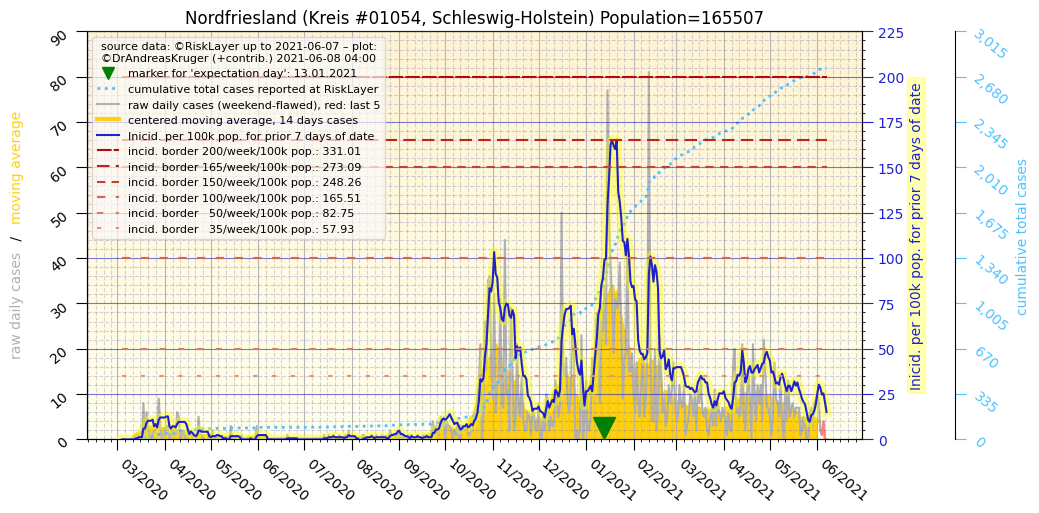 Nordfriesland (Kreis #01054, Schleswig-Holstein) Population=165507
source data: ©RiskLayer up to 2021-06-07 – plot:
©DrAndreasKruger (+contrib.) 2021-06-08 04:00
marker for 'expectation day': 13.01.2021
cumulative total cases reported at RiskLayer
raw daily cases (weekend-flawed), red: last 5
centered moving average, 14 days cases
Inicid. per 100k pop. for prior 7 days of date
incid. border 200/week/100k pop.: 331.01
incid. border 165/week/100k pop.: 273.09
incid. border 150/week/100k pop.: 248.26
incid. border 100/week/100k pop.: 165.51
incid. border 50/week/100k pop.: 82.75
incid. border 35/week/100k pop.: 57.93
raw daily cases / moving average
90
80
70
60
50
40
30
20
10
0
03/2020
04/2020
05/2020
06/2020
07/2020
08/2020
09/2020
10/2020
11/2020
12/2020
01/2021
02/2021
03/2021
04/2021
05/2021
06/2021
225
200
175
150
125
100
75
50
25
0
Inicid. per 100k pop. for prior 7 days of date
3,015
2,680
2,345
2,010
1,675
1,340
1,005
670
335
0
cumulative total cases